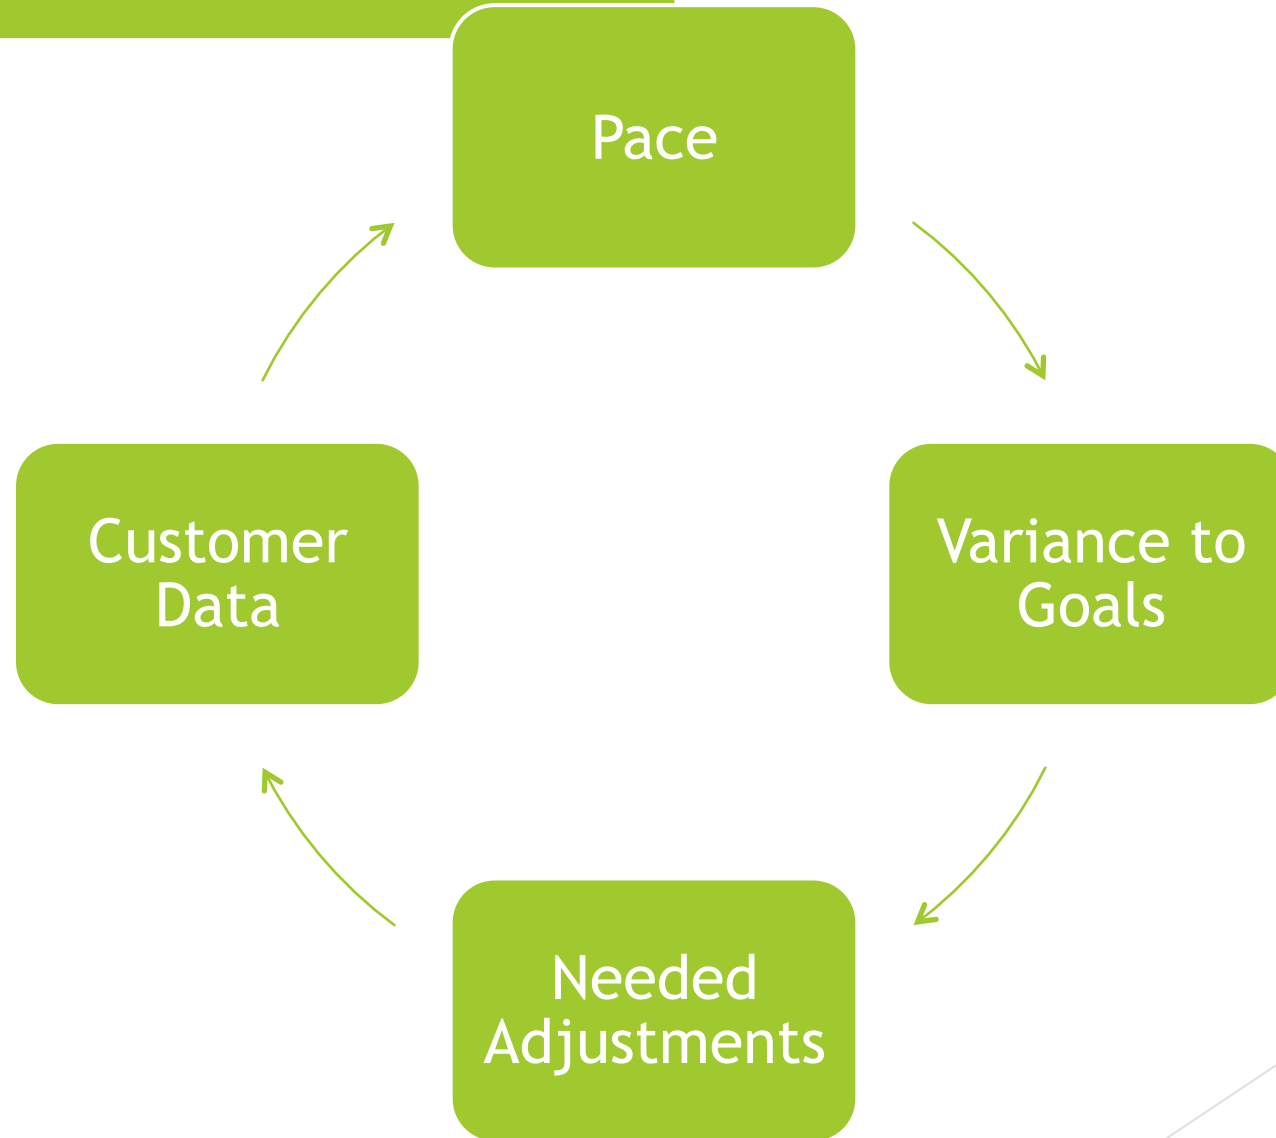 Pace
Variance to
Goals
Needed
Adjustments
Customer
Data